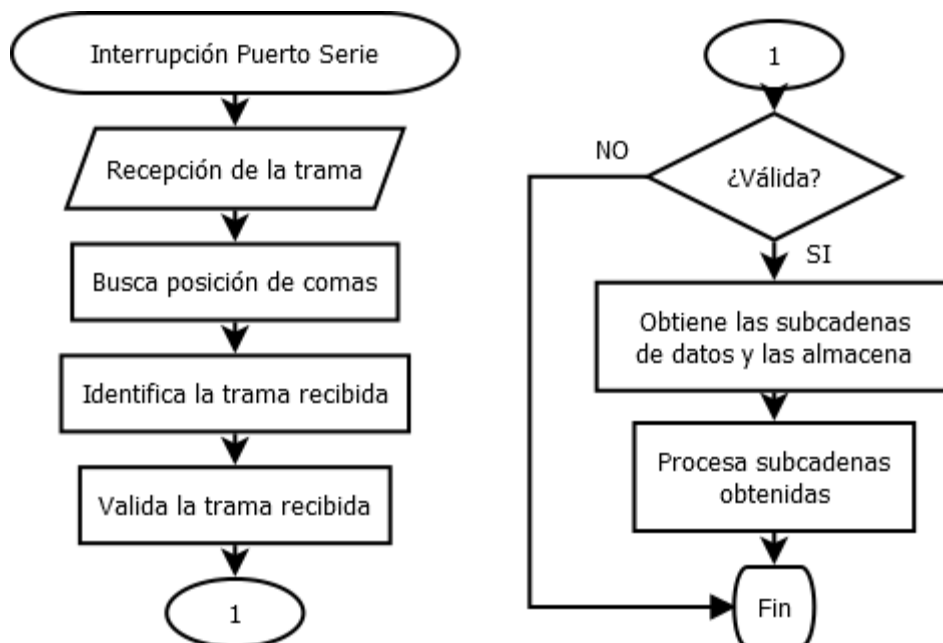 Interrupción Puerto Serie
Recepción de la trama
Busca posición de comas
Identifica la trama recibida
Valida la trama recibida
1
1
¿Válida?
NO
SI
Obtiene las subcadenas
de datos y las almacena
Procesa subcadenas
obtenidas
Fin